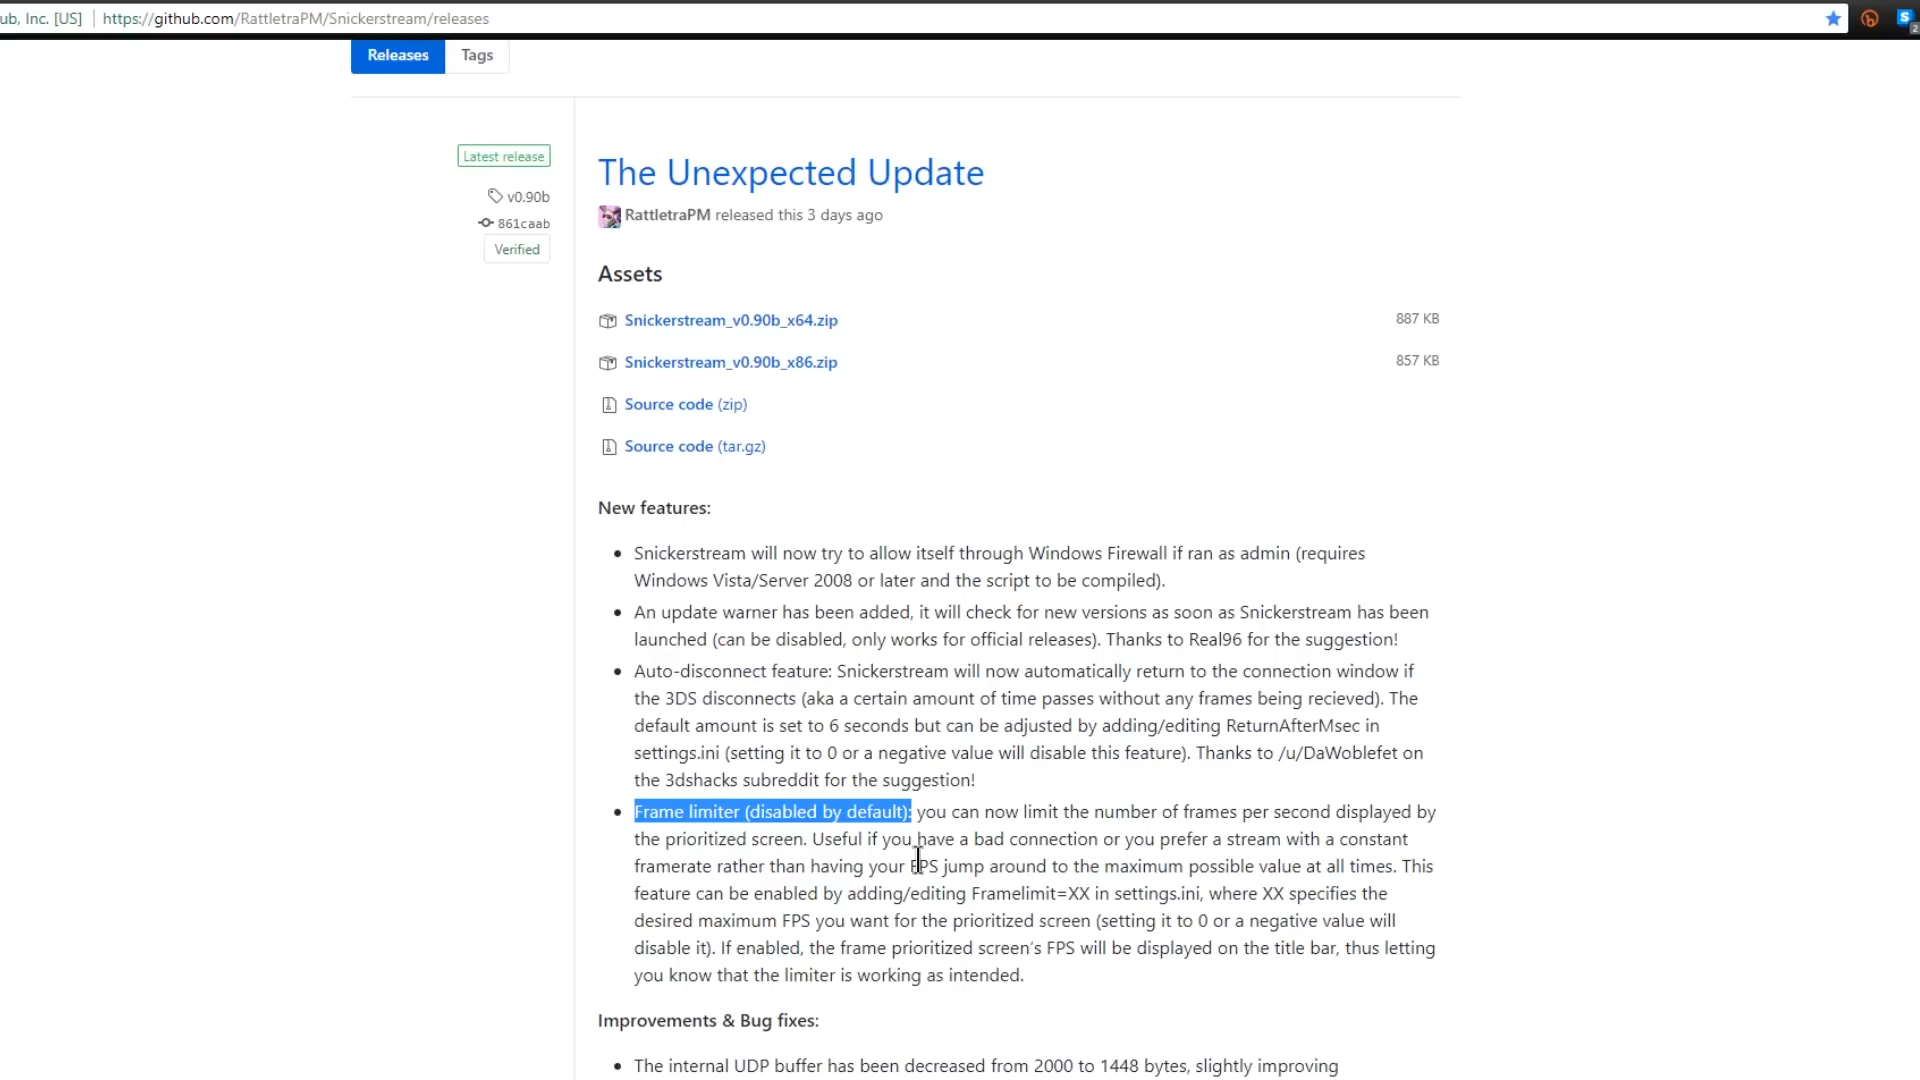 ub, Inc. [US] https://github.com/RattletraPM/Snickerstream/releases
2
Releases Tags
Latest release
v0.90b
861caab
Verified
The Unexpected Update
RattletraPM released this 3 days ago
Assets
Snickerstream_v0.90b_x64.zip 887 KB
Snickerstream_v0.90b_x86.zip 857 KB
Source code (zip)
Source code (tar.gz)
New features:
Snickerstream will now try to allow itself through Windows Firewall if ran as admin (requires
Windows Vista/Server 2008 or later and the script to be compiled).
An update warner has been added, it will check for new versions as soon as Snickerstream has been
launched (can be disabled, only works for official releases). Thanks to Real96 for the suggestion!
Auto-disconnect feature: Snickerstream will now automatically return to the connection window if
the 3DS disconnects (aka a certain amount of time passes without any frames being recieved). The
default amount is set to 6 seconds but can be adjusted by adding/editing ReturnAfterMsec in
settings.ini (setting it to 0 or a negative value will disable this feature). Thanks to /u/DaWoblefet on
the 3dshacks subreddit for the suggestion!
Frame limiter (disabled by default): you can now limit the number of frames per second displayed by
the prioritized screen. Useful if you have a bad connection or you prefer a stream with a constant
framerate rather than having your FPS jump around to the maximum possible value at all times. This
feature can be enabled by adding/editing Framelimit=XX in settings.ini, where XX specifies the
desired maximum FPS you want for the prioritized screen (setting it to 0 or a negative value will
disable it). If enabled, the frame prioritized screen's FPS will be displayed on the title bar, thus letting
you know that the limiter is working as intended.
Improvements & Bug fixes:
The internal UDP buffer has been decreased from 2000 to 1448 bytes, slightly improving